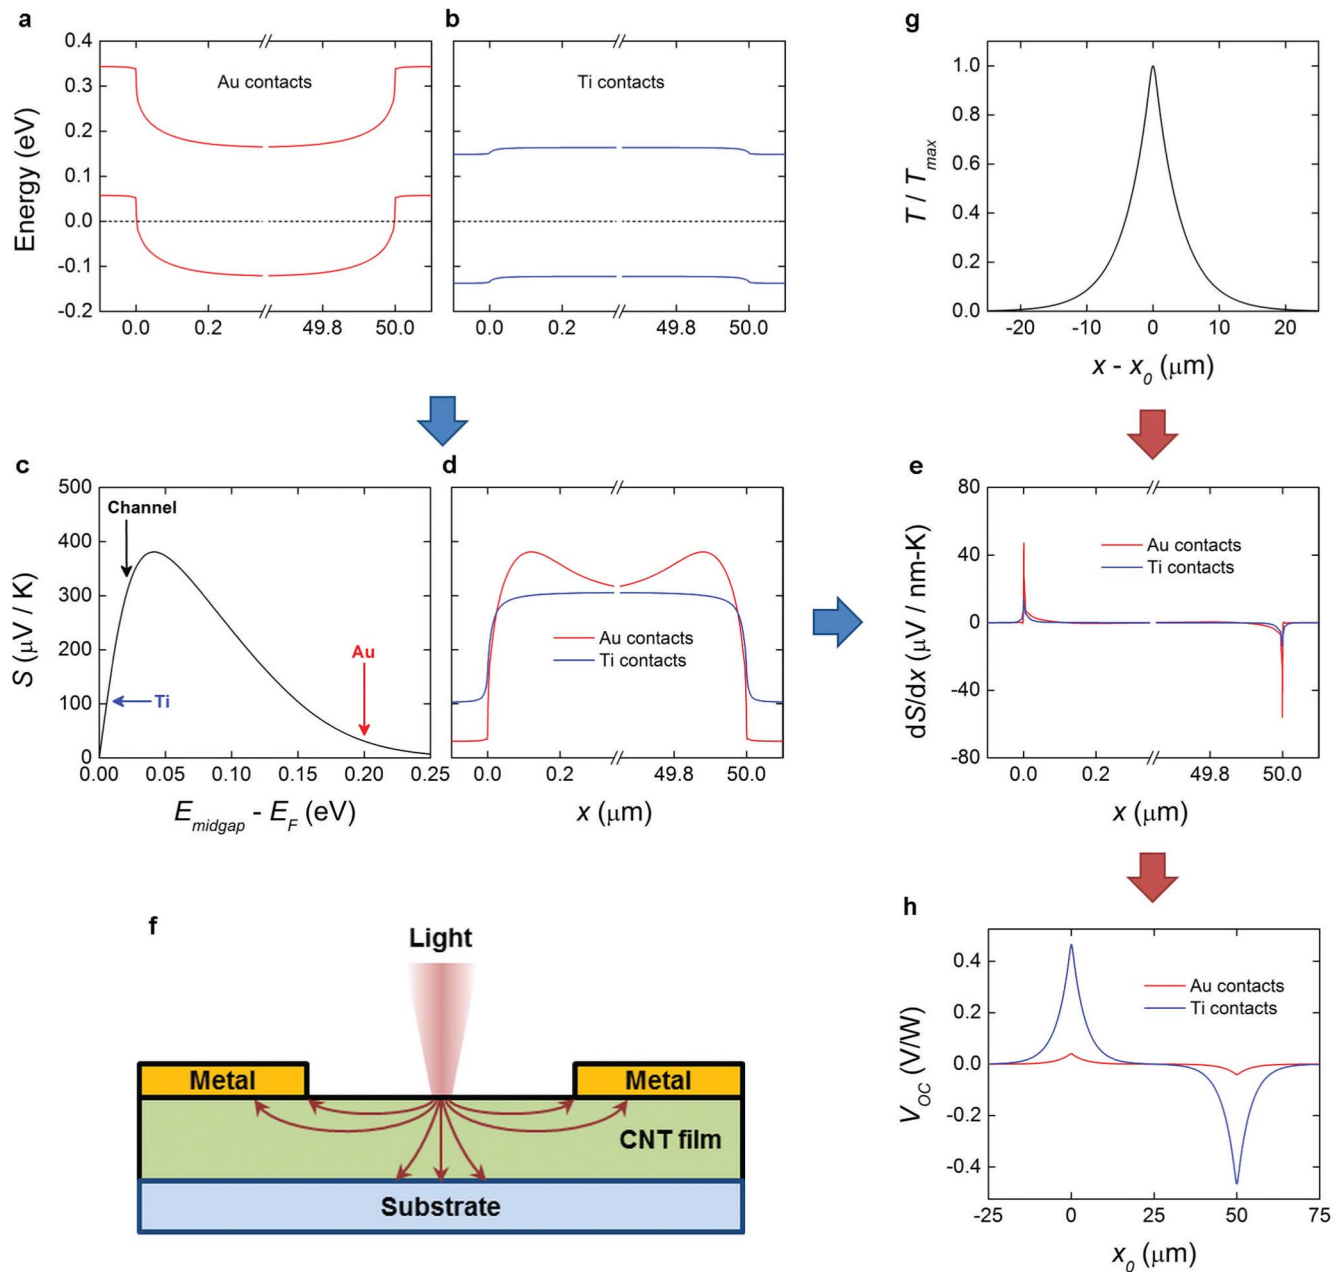 a
b
g
Au contacts
Ti contacts
Energy (eV)
0.4
0.3
0.2
0.1
0.0
-0.1
-0.2
0.0
0.2
49.8
50.0
0.0
0.2
49.8
50.0
T / Tmax
1.0
0.8
0.6
0.4
0.2
0.0
-20
-10
0
10
20
x - x0 (μm)
c
d
e
S (μV / K)
500
400
300
200
100
0
Channel
Ti
Au
0.00
0.05
0.10
0.15
0.20
0.25
Emidgap - EF (eV)
Au contacts
Ti contacts
0.0
0.2
49.8
50.0
x (μm)
dS/dx (μV / nm-K)
80
40
0
-40
-80
Au contacts
Ti contacts
0.0
0.2
49.8
50.0
x (μm)
f
Light
Metal
Metal
CNT film
Substrate
h
VOC (V/W)
0.4
0.2
0.0
-0.2
-0.4
Au contacts
Ti contacts
-25
0
25
50
75
x0 (μm)